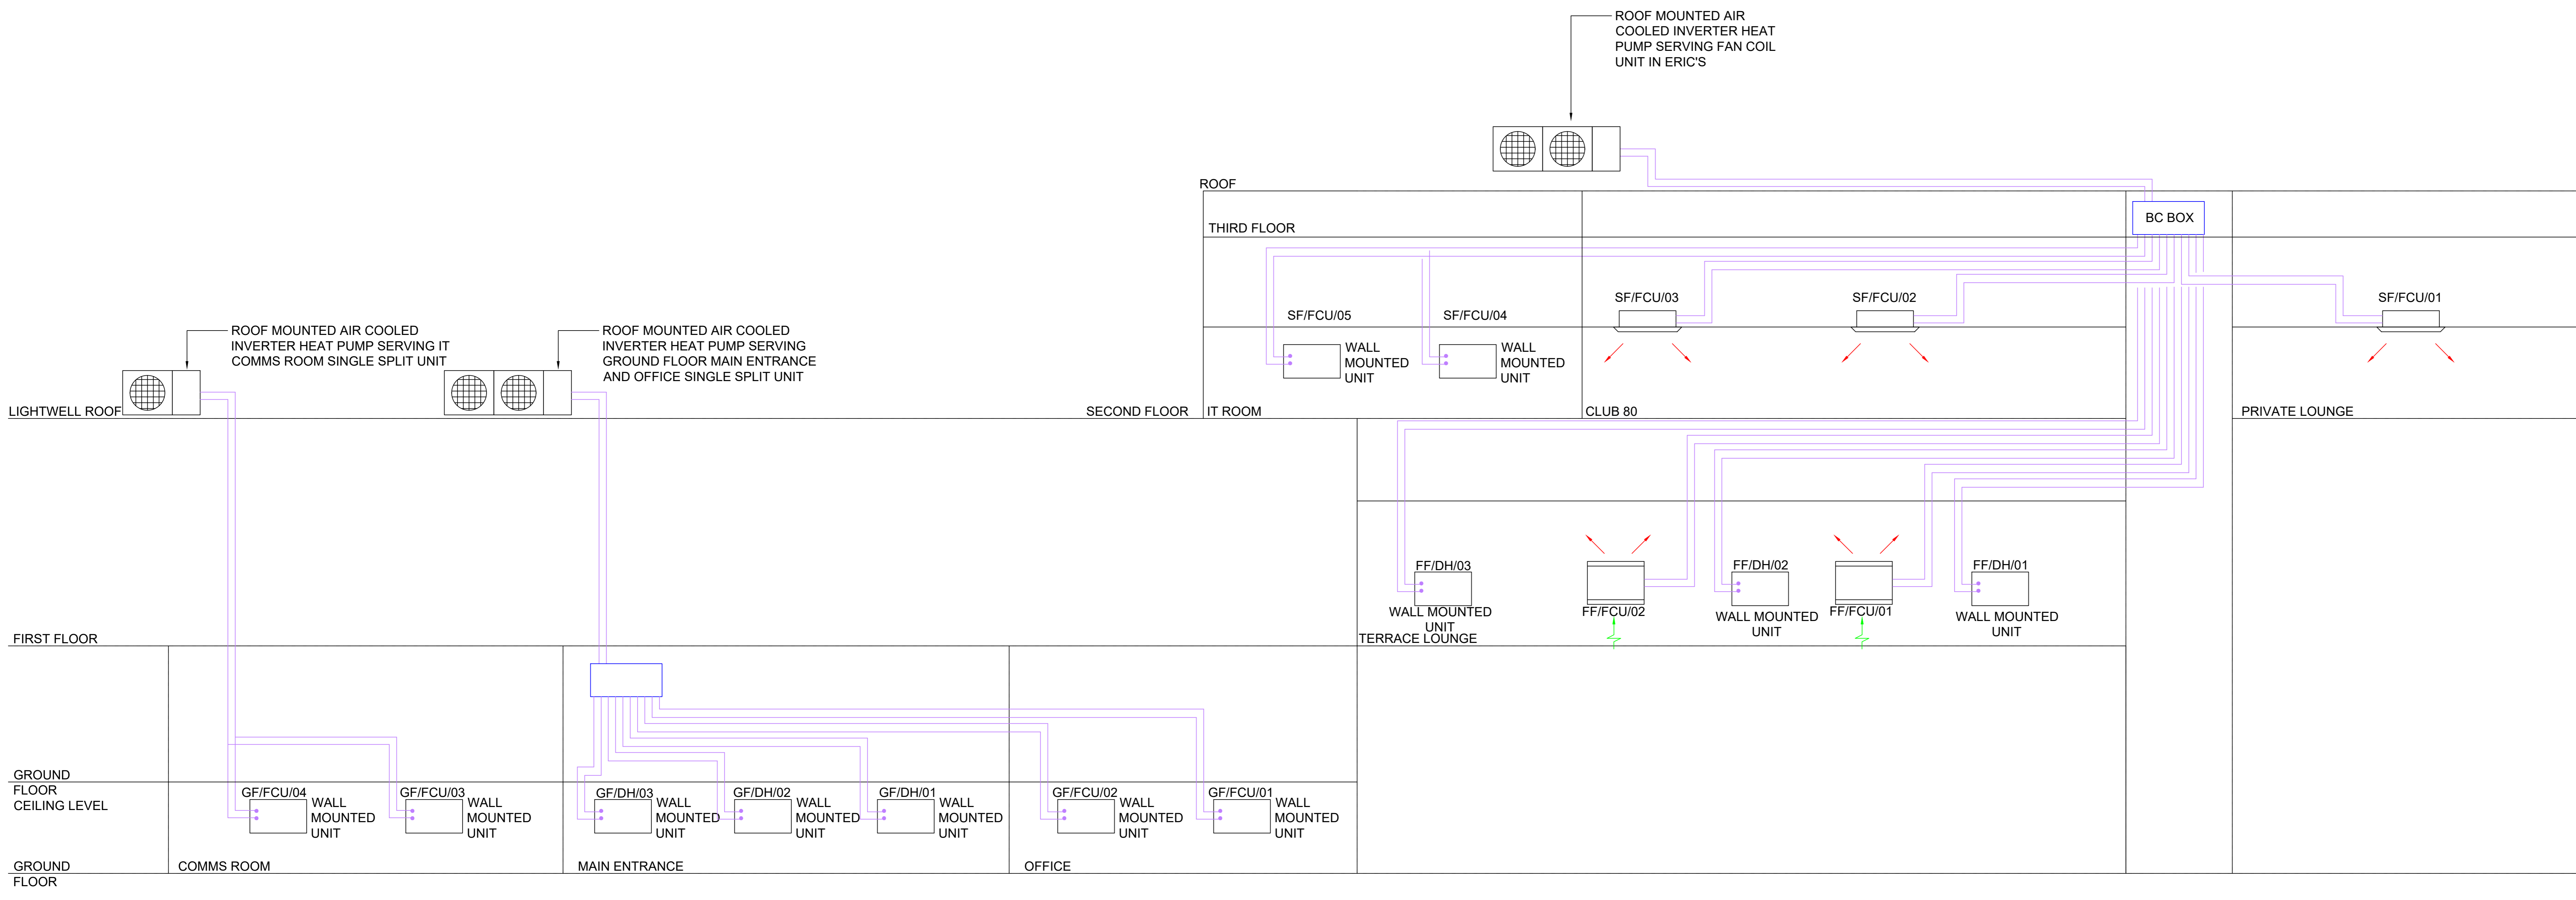 ROOF MOUNTED AIR
COOLED INVERTER HEAT
PUMP SERVING FAN COIL
UNIT IN ERIC'S
ROOF
BC BOX
THIRD FLOOR
SF/FCU/05
SF/FCU/04
SF/FCU/03
SF/FCU/02
SF/FCU/01
WALL
MOUNTED
UNIT
WALL
MOUNTED
UNIT
ROOF MOUNTED AIR COOLED
INVERTER HEAT PUMP SERVING IT
COMMS ROOM SINGLE SPLIT UNIT
ROOF MOUNTED AIR COOLED
INVERTER HEAT PUMP SERVING
GROUND FLOOR MAIN ENTRANCE
AND OFFICE SINGLE SPLIT UNIT
LIGHTWELL ROOF
SECOND FLOOR
IT ROOM
CLUB 80
PRIVATE LOUNGE
FF/DH/03
WALL MOUNTED
UNIT
FF/FCU/02
FF/DH/02
WALL MOUNTED
UNIT
FF/FCU/01
FF/DH/01
WALL MOUNTED
UNIT
FIRST FLOOR
TERRACE LOUNGE
GROUND
FLOOR
CEILING LEVEL
GF/FCU/04
WALL
MOUNTED
UNIT
GF/FCU/03
WALL
MOUNTED
UNIT
GF/DH/03
WALL
MOUNTED
UNIT
GF/DH/02
WALL
MOUNTED
UNIT
GF/DH/01
WALL
MOUNTED
UNIT
GF/FCU/02
WALL
MOUNTED
UNIT
GF/FCU/01
WALL
MOUNTED
UNIT
GROUND
FLOOR
COMMS ROOM
MAIN ENTRANCE
OFFICE